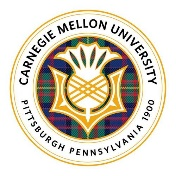 CARNEGIE MELLON UNIVERSITY
PITTSBURGH PENNSYLVANIA 1900